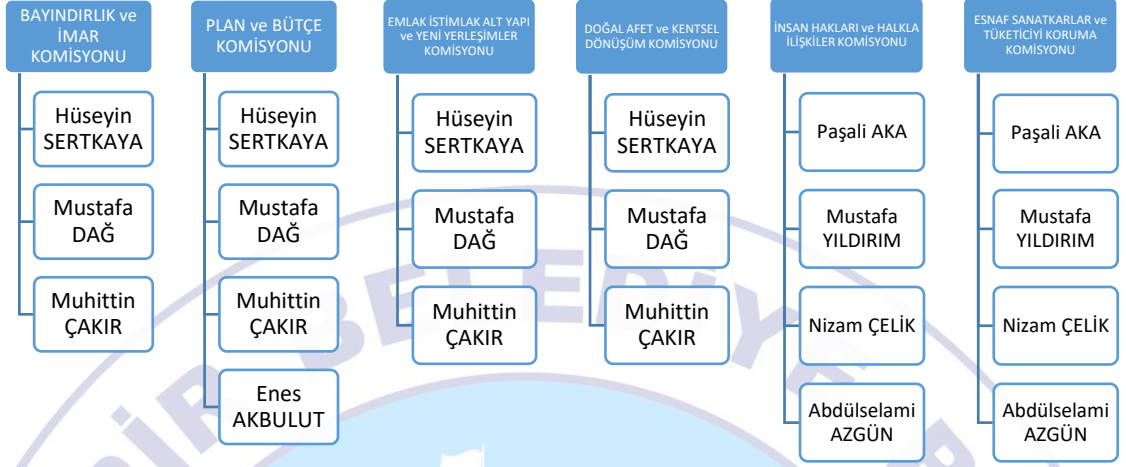 BAYINDIRLIK ve
İMAR
KOMİSYONU
Hüseyin
SERTKAYA
Mustafa
DAĞ
Muhittin
ÇAKIR
PLAN ve BÜTÇE
KOMİSYONU
Hüseyin
SERTKAYA
Mustafa
DAĞ
Muhittin
ÇAKIR
Enes
AKBULUT
EMLAK İSTİMLAK ALT YAPI
ve YENİ YERLEŞİMLER
KOMİSYONU
Hüseyin
SERTKAYA
Mustafa
DAĞ
Muhittin
ÇAKIR
DOĞAL AFET ve KENTSEL
DÖNÜŞÜM KOMİSYONU
Hüseyin
SERTKAYA
Mustafa
DAĞ
Muhittin
ÇAKIR
İNSAN HAKLARI ve HALKLA
İLİŞKİLER KOMİSYONU
Paşali AKA
Mustafa
YILDIRIM
Nizam ÇELİK
Abdülselami
AZGÜN
ESNAF SANATKARLAR ve
TÜKETİCİYİ KORUMA
KOMİSYONU
Paşali AKA
Mustafa
YILDIRIM
Nizam ÇELİK
Abdülselami
AZGÜN